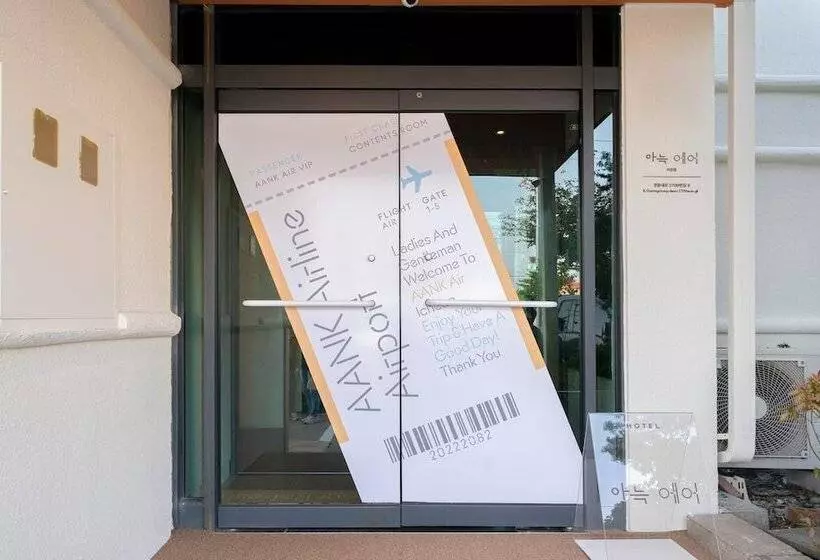 PASSENGER
AANK AIR VIP
FIRST CLASS
CONTENTS ROOM
FLIGHT
AIR
GATE
1-5
AANK Airline
Airport
Ladies And
Gentleman
Welcome To
AANK Air
Enjoy Your
Trip & Have A
Good Day!
Thank You.
20222082
아늑 에어
HOTEL
아늑 에어